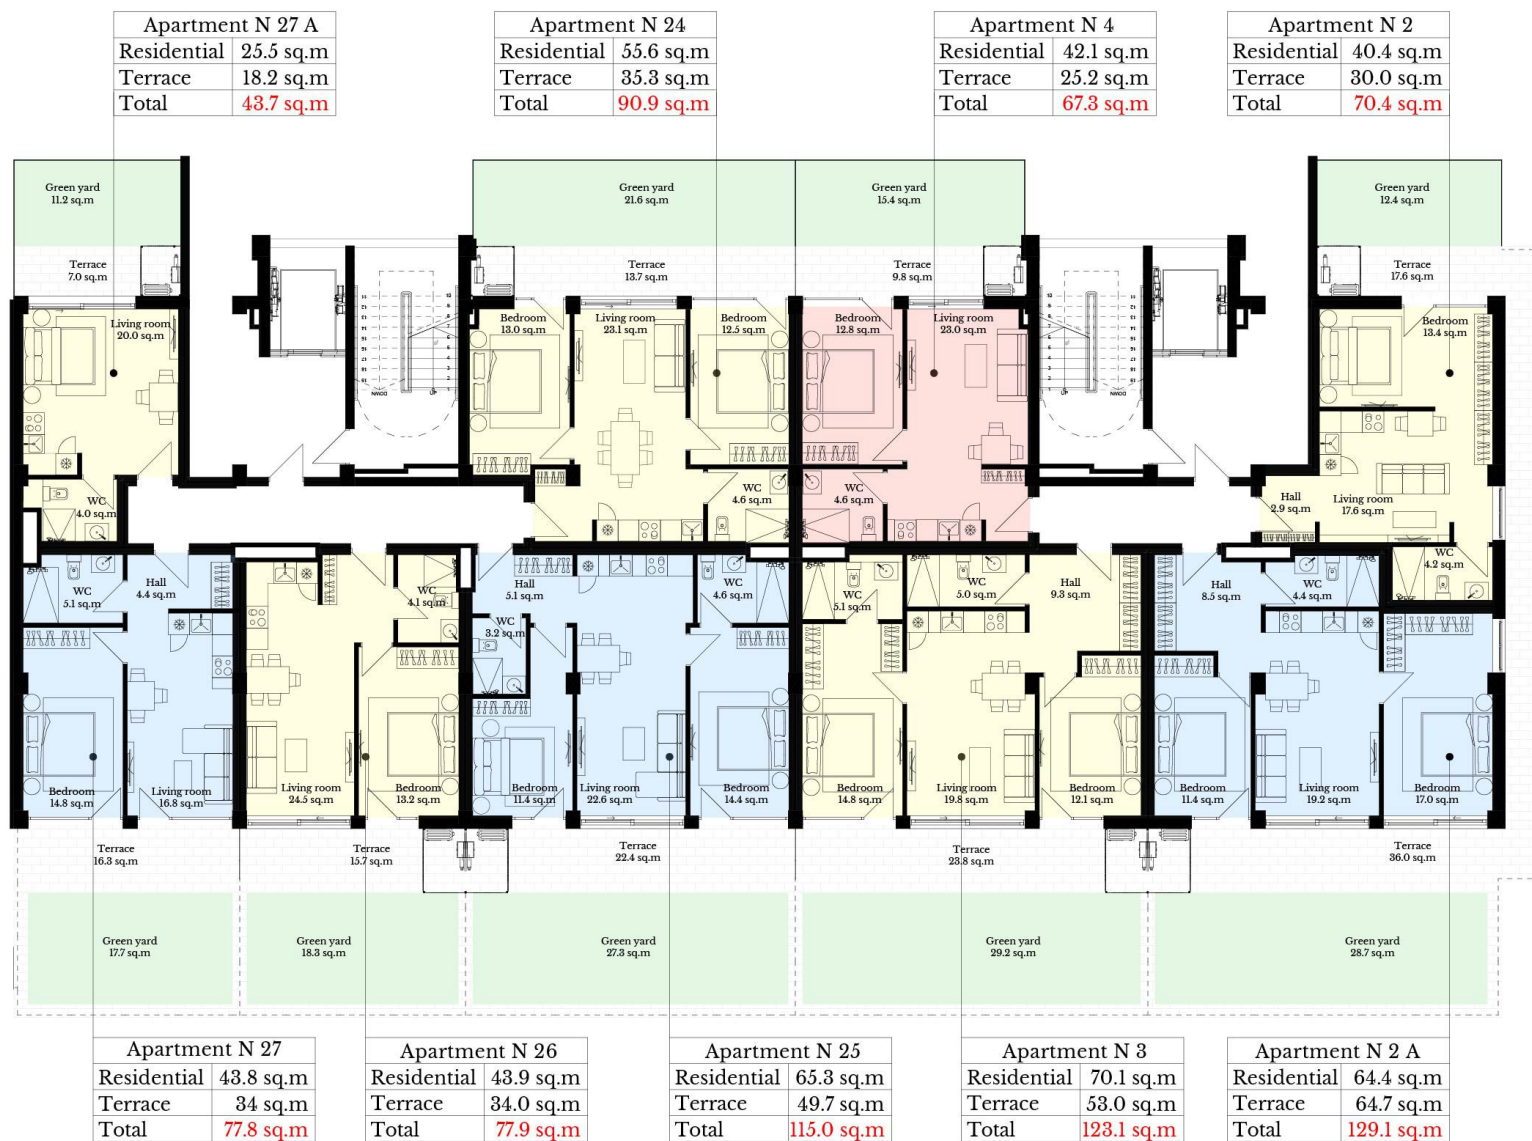 Apartment N 27 A
Residential 25.5 sq.m
Terrace 18.2 sq.m
Total 43.7 sq.m
Apartment N 24
Residential 55.6 sq.m
Terrace 35.3 sq.m
Total 90.9 sq.m
Apartment N 4
Residential 42.1 sq.m
Terrace 25.2 sq.m
Total 67.3 sq.m
Apartment N 2
Residential 40.4 sq.m
Terrace 30.0 sq.m
Total 70.4 sq.m
Green yard
11.2 sq.m
Green yard
21.6 sq.m
Green yard
15.4 sq.m
Green yard
12.4 sq.m
Terrace
7.0 sq.m
Terrace
13.7 sq.m
Terrace
9.8 sq.m
Terrace
17.6 sq.m
Living room
20.0 sq.m
Bedroom
13.0 sq.m
Living room
23.1 sq.m
Bedroom
12.5 sq.m
Bedroom
12.8 sq.m
Living room
23.0 sq.m
Bedroom
13.4 sq.m
DOWN
UP
UP
DOWN
WC
4.0 sq.m
WC
4.6 sq.m
WC
4.6 sq.m
Hall
2.9 sq.m
Living room
17.6 sq.m
WC
4.2 sq.m
WC
5.1 sq.m
Hall
4.4 sq.m
WC
4.1 sq.m
Hall
5.1 sq.m
WC
3.2 sq.m
WC
4.6 sq.m
WC
5.1 sq.m
WC
5.0 sq.m
Hall
9.3 sq.m
Hall
8.5 sq.m
WC
4.4 sq.m
Bedroom
14.8 sq.m
Living room
16.8 sq.m
Living room
24.5 sq.m
Bedroom
13.2 sq.m
Bedroom
11.4 sq.m
Living room
22.6 sq.m
Bedroom
14.4 sq.m
Bedroom
14.8 sq.m
Living room
19.8 sq.m
Bedroom
12.1 sq.m
Bedroom
11.4 sq.m
Living room
19.2 sq.m
Bedroom
17.0 sq.m
Terrace
16.3 sq.m
Terrace
15.7 sq.m
Terrace
22.4 sq.m
Terrace
23.8 sq.m
Terrace
36.0 sq.m
Green yard
17.7 sq.m
Green yard
18.3 sq.m
Green yard
27.3 sq.m
Green yard
29.2 sq.m
Green yard
28.7 sq.m
Apartment N 27
Residential 43.8 sq.m
Terrace 34 sq.m
Total 77.8 sq.m
Apartment N 26
Residential 43.9 sq.m
Terrace 34.0 sq.m
Total 77.9 sq.m
Apartment N 25
Residential 65.3 sq.m
Terrace 49.7 sq.m
Total 115.0 sq.m
Apartment N 3
Residential 70.1 sq.m
Terrace 53.0 sq.m
Total 123.1 sq.m
Apartment N 2 A
Residential 64.4 sq.m
Terrace 64.7 sq.m
Total 129.1 sq.m